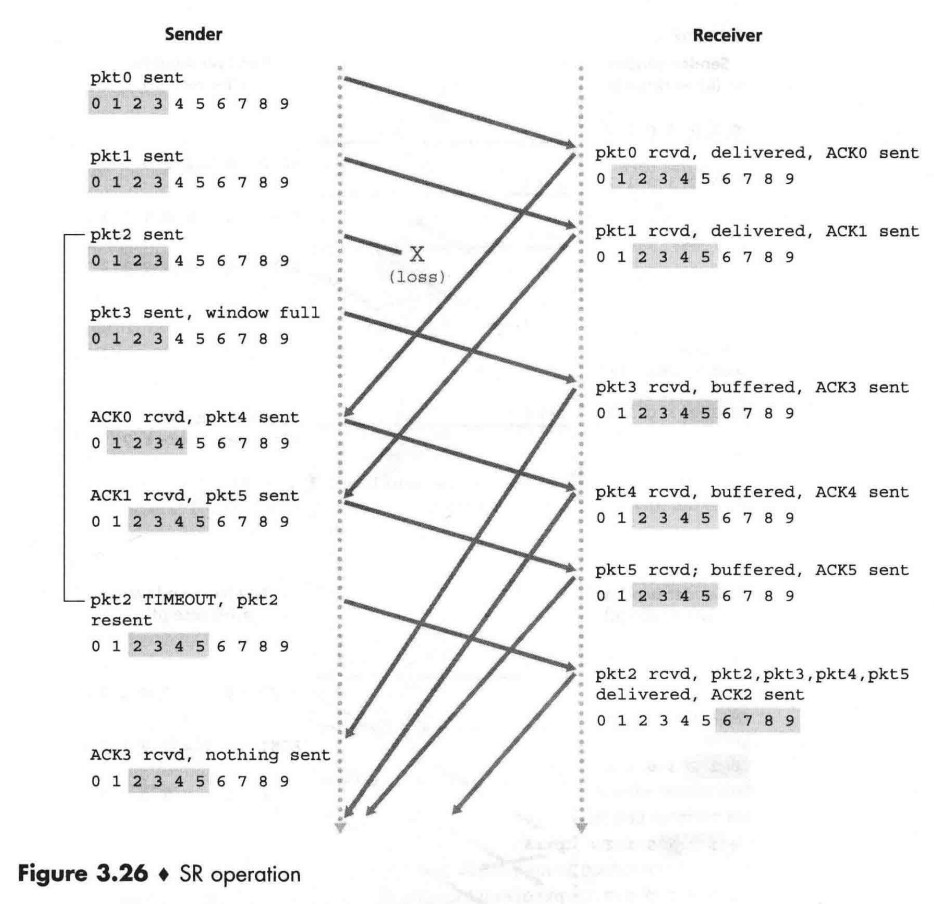 Sender
Receiver
pkt0 sent
0 1 2 3 4 5 6 7 8 9
pkt0 rcvd, delivered, ACK0 sent
0 1 2 3 4 5 6 7 8 9
pkt1 sent
0 1 2 3 4 5 6 7 8 9
pkt1 rcvd, delivered, ACK1 sent
0 1 2 3 4 5 6 7 8 9
pkt2 sent
0 1 2 3 4 5 6 7 8 9
X
(loss)
pkt3 sent, window full
0 1 2 3 4 5 6 7 8 9
pkt3 rcvd, buffered, ACK3 sent
0 1 2 3 4 5 6 7 8 9
ACK0 rcvd, pkt4 sent
0 1 2 3 4 5 6 7 8 9
pkt4 rcvd, buffered, ACK4 sent
0 1 2 3 4 5 6 7 8 9
ACK1 rcvd, pkt5 sent
0 1 2 3 4 5 6 7 8 9
pkt5 rcvd; buffered, ACK5 sent
0 1 2 3 4 5 6 7 8 9
pkt2 TIMEOUT, pkt2
resent
0 1 2 3 4 5 6 7 8 9
pkt2 rcvd, pkt2,pkt3,pkt4,pkt5
delivered, ACK2 sent
0 1 2 3 4 5 6 7 8 9
ACK3 rcvd, nothing sent
0 1 2 3 4 5 6 7 8 9
Figure 3.26 ♦ SR operation